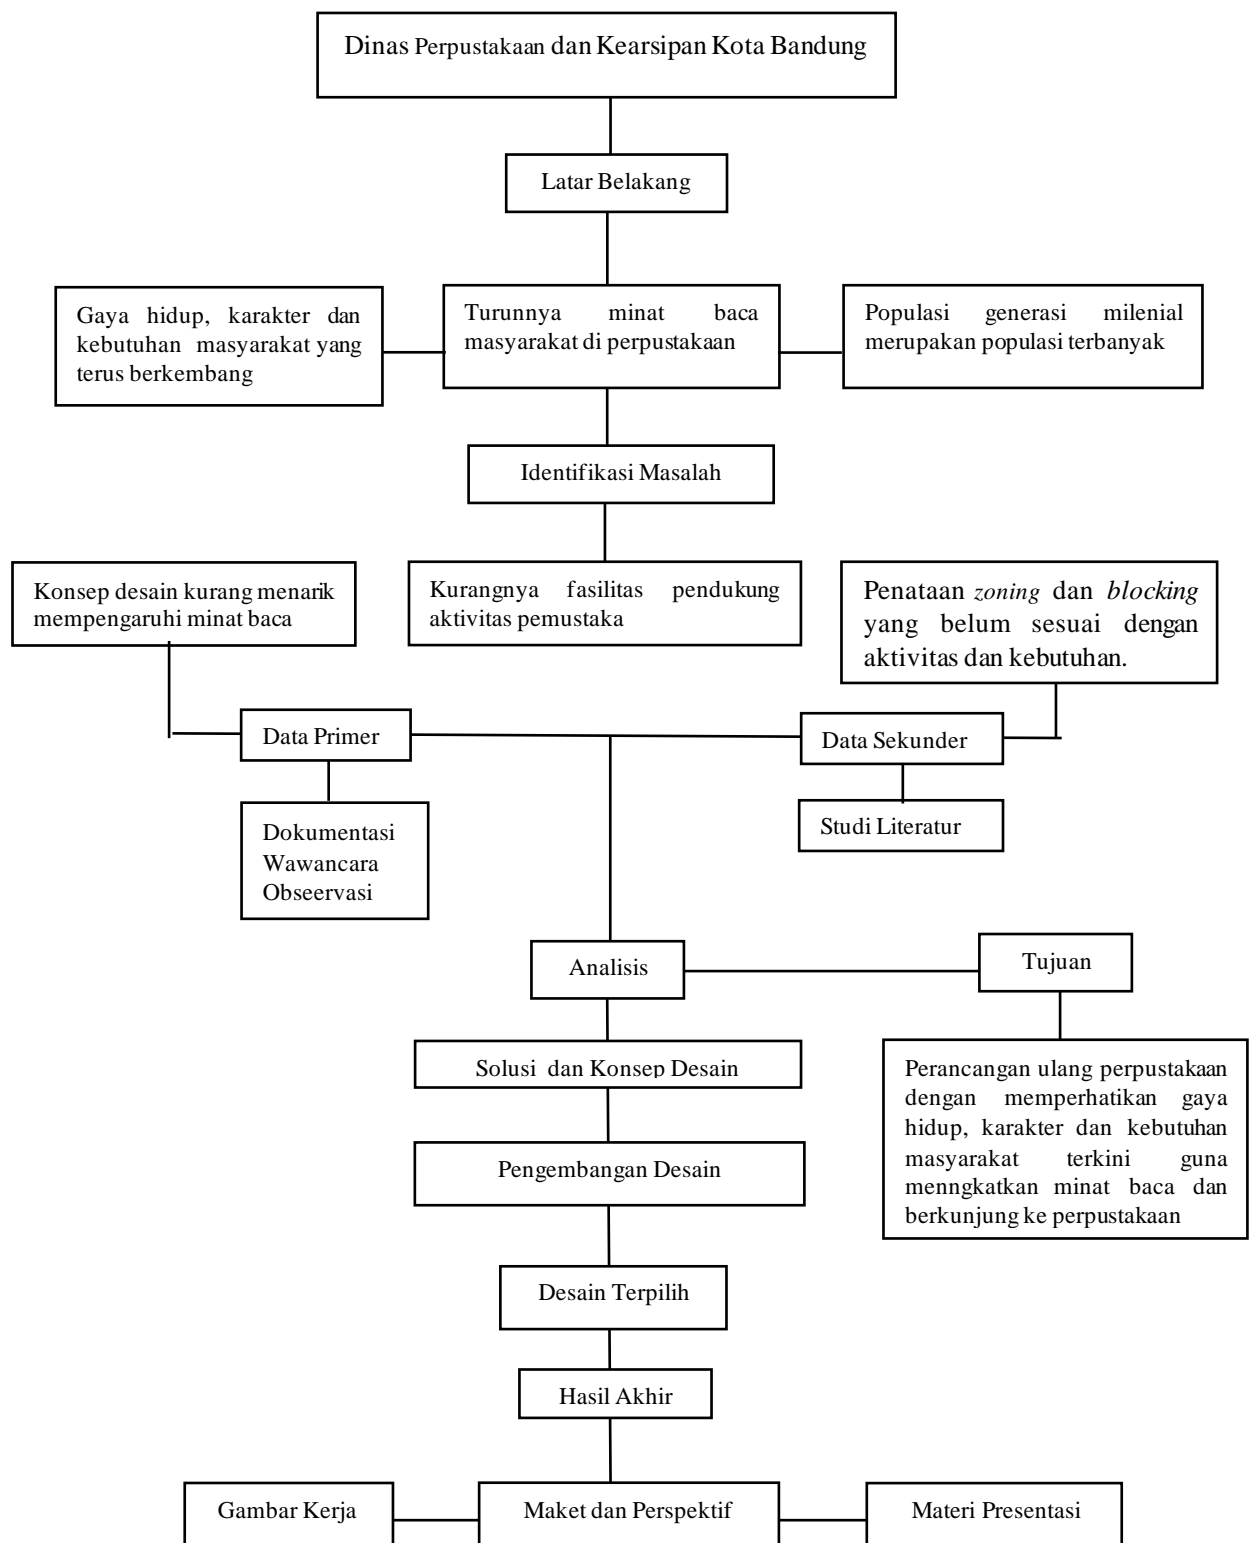 Dinas Perpustakaan dan Kearsipan Kota Bandung
Latar Belakang
Gaya hidup, karakter dan
kebutuhan masyarakat yang
terus berkembang
Turunnya minat baca
masyarakat di perpustakaan
Populasi generasi milenial
merupakan populasi terbanyak
Identifikasi Masalah
Konsep desain kurang menarik
mempengaruhi minat baca
Kurangnya fasilitas pendukung
aktivitas pemustaka
Penataan zoning dan blocking
yang belum sesuai dengan
aktivitas dan kebutuhan.
Data Primer
Data Sekunder
Dokumentasi
Wawancara
Obseervasi
Studi Literatur
Analisis
Tujuan
Solusi dan Konsep Desain
Perancangan ulang perpustakaan
dengan memperhatikan gaya
hidup, karakter dan kebutuhan
masyarakat terkini guna
menngkatkan minat baca dan
berkunjung ke perpustakaan
Pengembangan Desain
Desain Terpilih
Hasil Akhir
Gambar Kerja
Maket dan Perspektif
Materi Presentasi